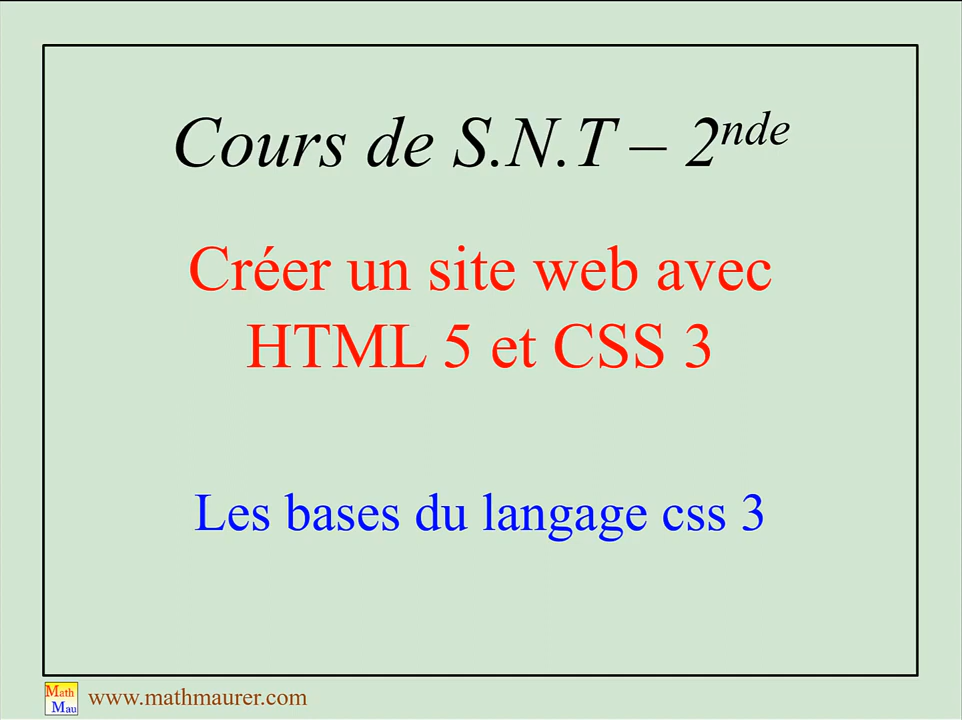 Cours de S.N.T – 2nde
Créer un site web avec
HTML 5 et CSS 3
Les bases du langage css 3
Math
Mau
www.mathmaurer.com